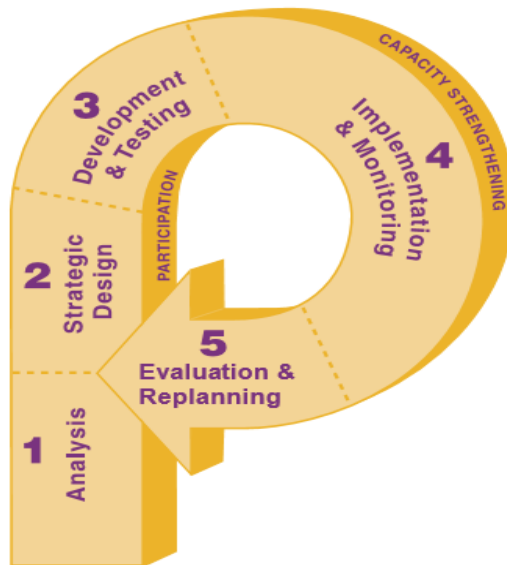 1
Analysis
2
Strategic
Design
3
Development
& Testing
4
Implementation
& Monitoring
5
Evaluation &
Replanning
PARTICIPATION
CAPACITY STRENGTHENING